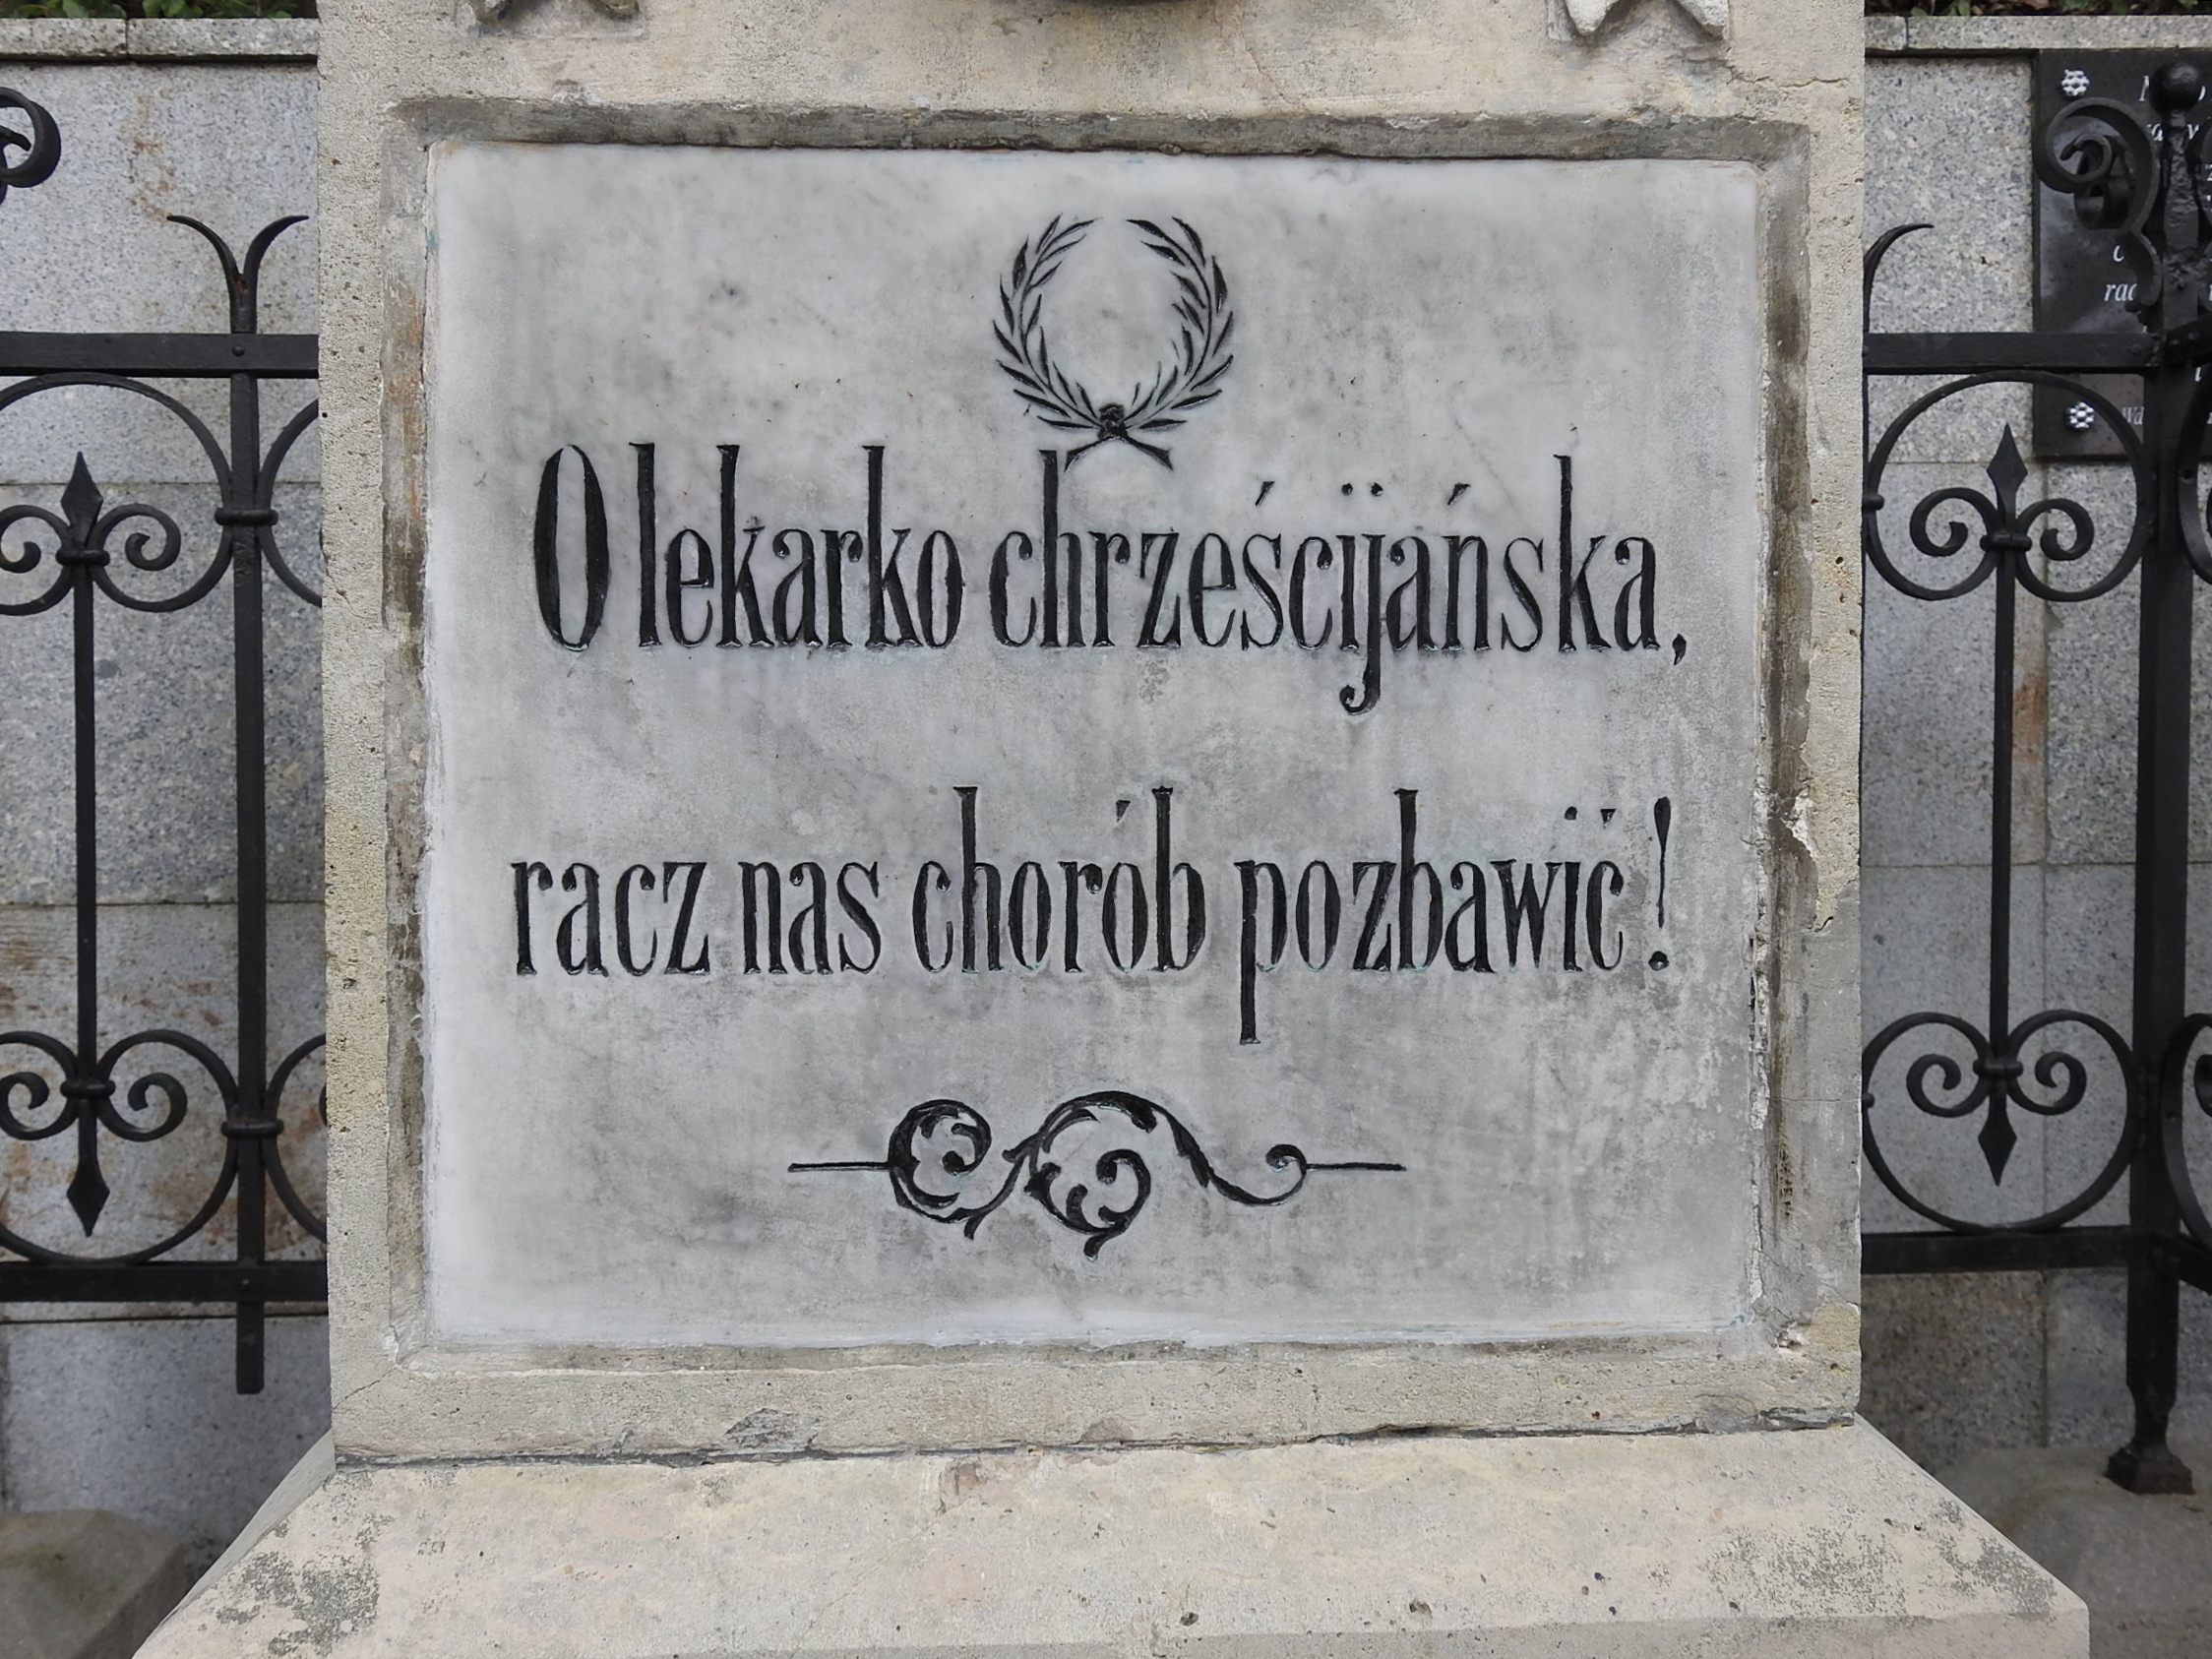 O lekarko chrześcijańska,
racz nas chorób pozbawić!